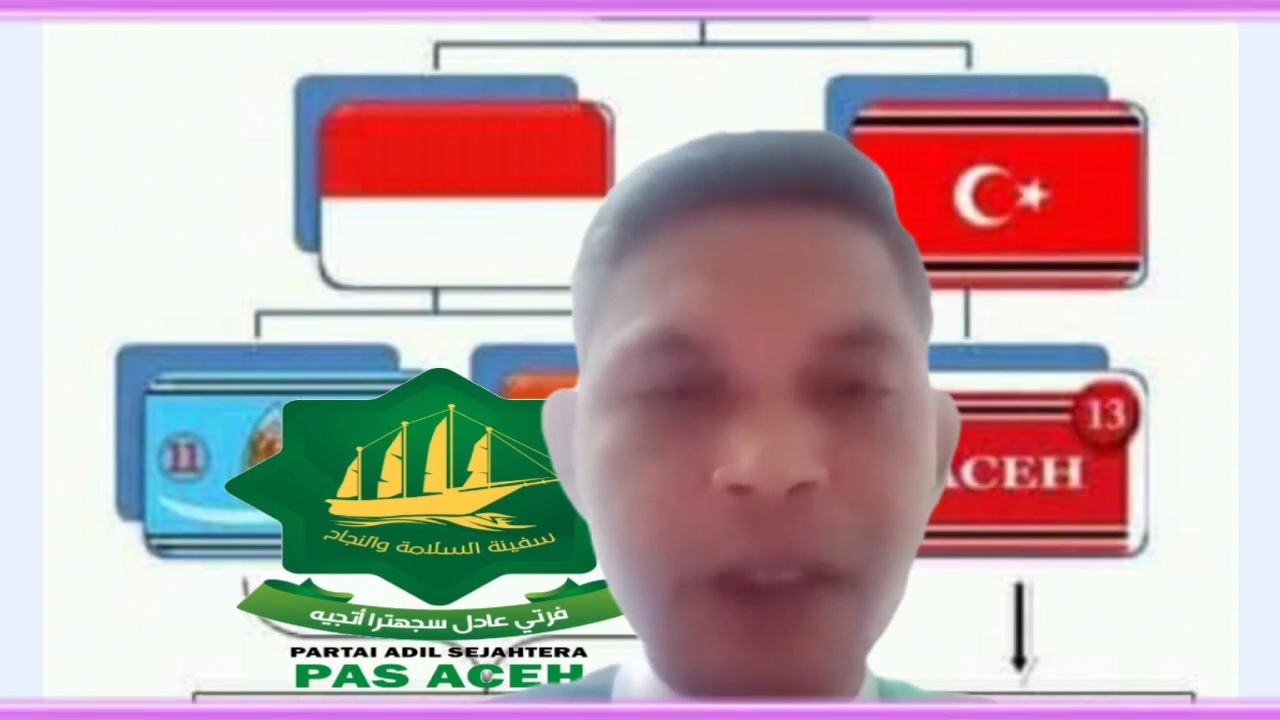 11
13
ACEH
سفينة السلامة والنجاح
فرتي عادل سجهترا أتجيه
PARTAI ADIL SEJAHTERA
PAS ACEH